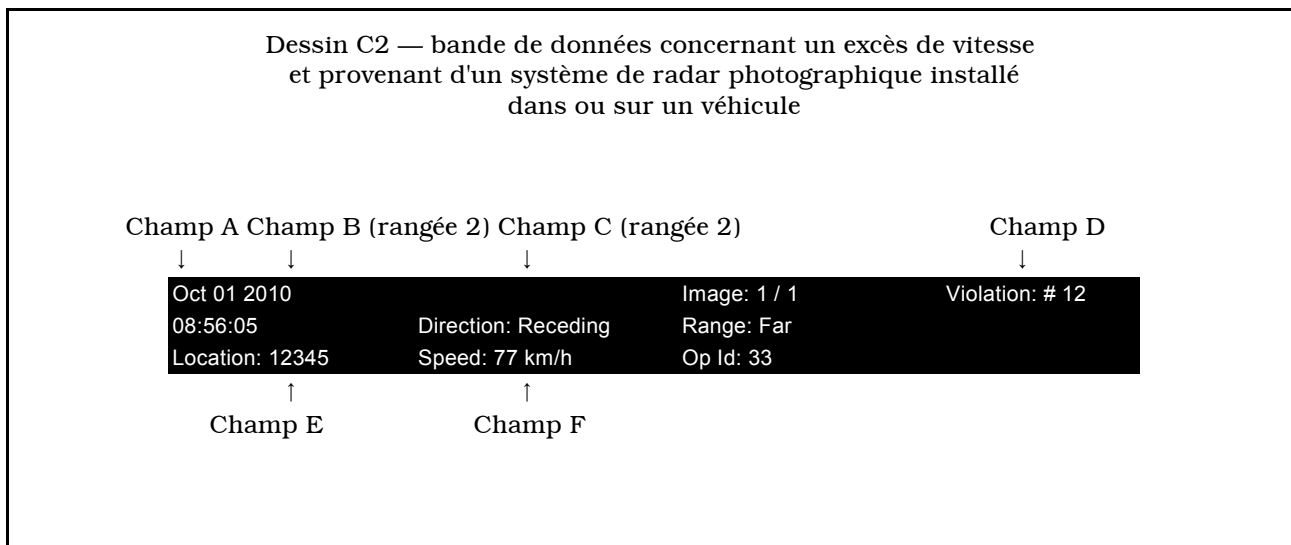 Dessin C2 — bande de données concernant un excès de vitesse
et provenant d'un système de radar photographique installé
dans ou sur un véhicule
Champ A Champ B (rangée 2) Champ C (rangée 2) Champ D
↓ ↓ ↓ ↓
Oct 01 2010 Image: 1 / 1 Violation: # 12
08:56:05 Direction: Receding Range: Far
Location: 12345 Speed: 77 km/h Op Id: 33
↑ ↑
Champ E Champ F